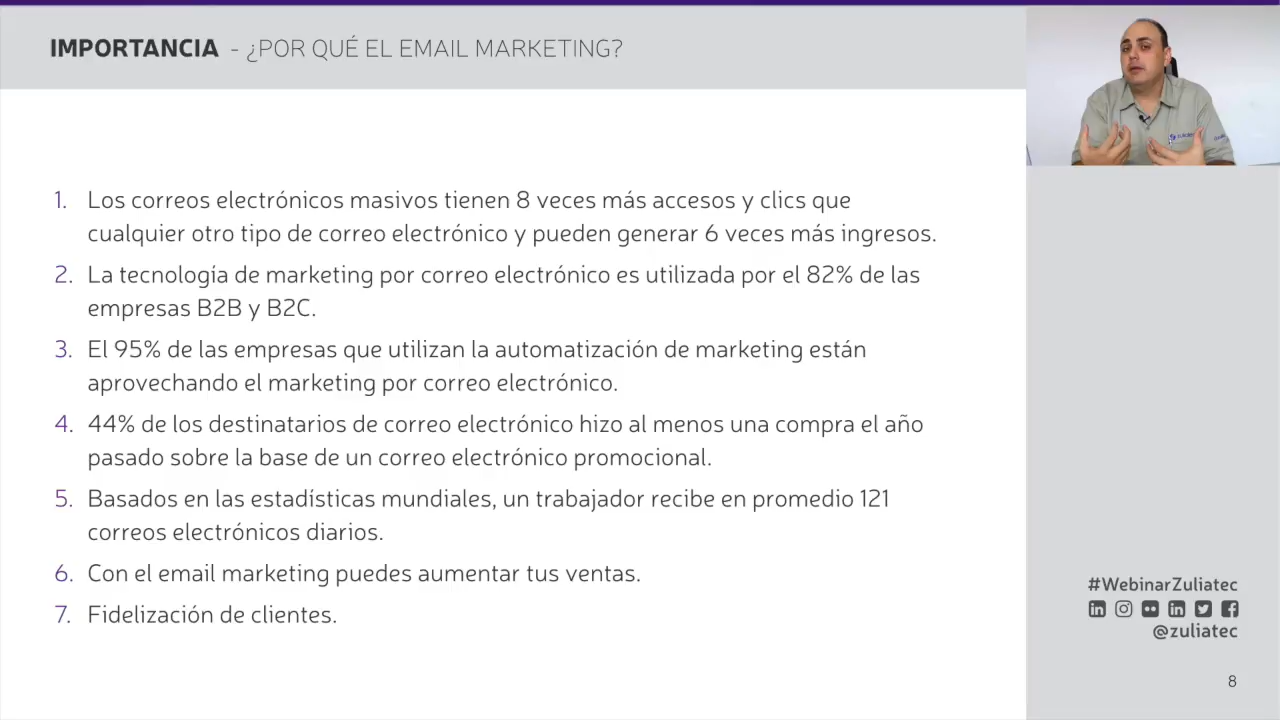 IMPORTANCIA - ¿POR QUÉ EL EMAIL MARKETING?
1. Los correos electrónicos masivos tienen 8 veces más accesos y clics que
cualquier otro tipo de correo electrónico y pueden generar 6 veces más ingresos.
2. La tecnología de marketing por correo electrónico es utilizada por el 82% de las
empresas B2B y B2C.
3. El 95% de las empresas que utilizan la automatización de marketing están
aprovechando el marketing por correo electrónico.
4. 44% de los destinatarios de correo electrónico hizo al menos una compra el año
pasado sobre la base de un correo electrónico promocional.
5. Basados en las estadísticas mundiales, un trabajador recibe en promedio 121
correos electrónicos diarios.
6. Con el email marketing puedes aumentar tus ventas.
7. Fidelización de clientes.
#WebinarZuliatec
@zuliatec
8